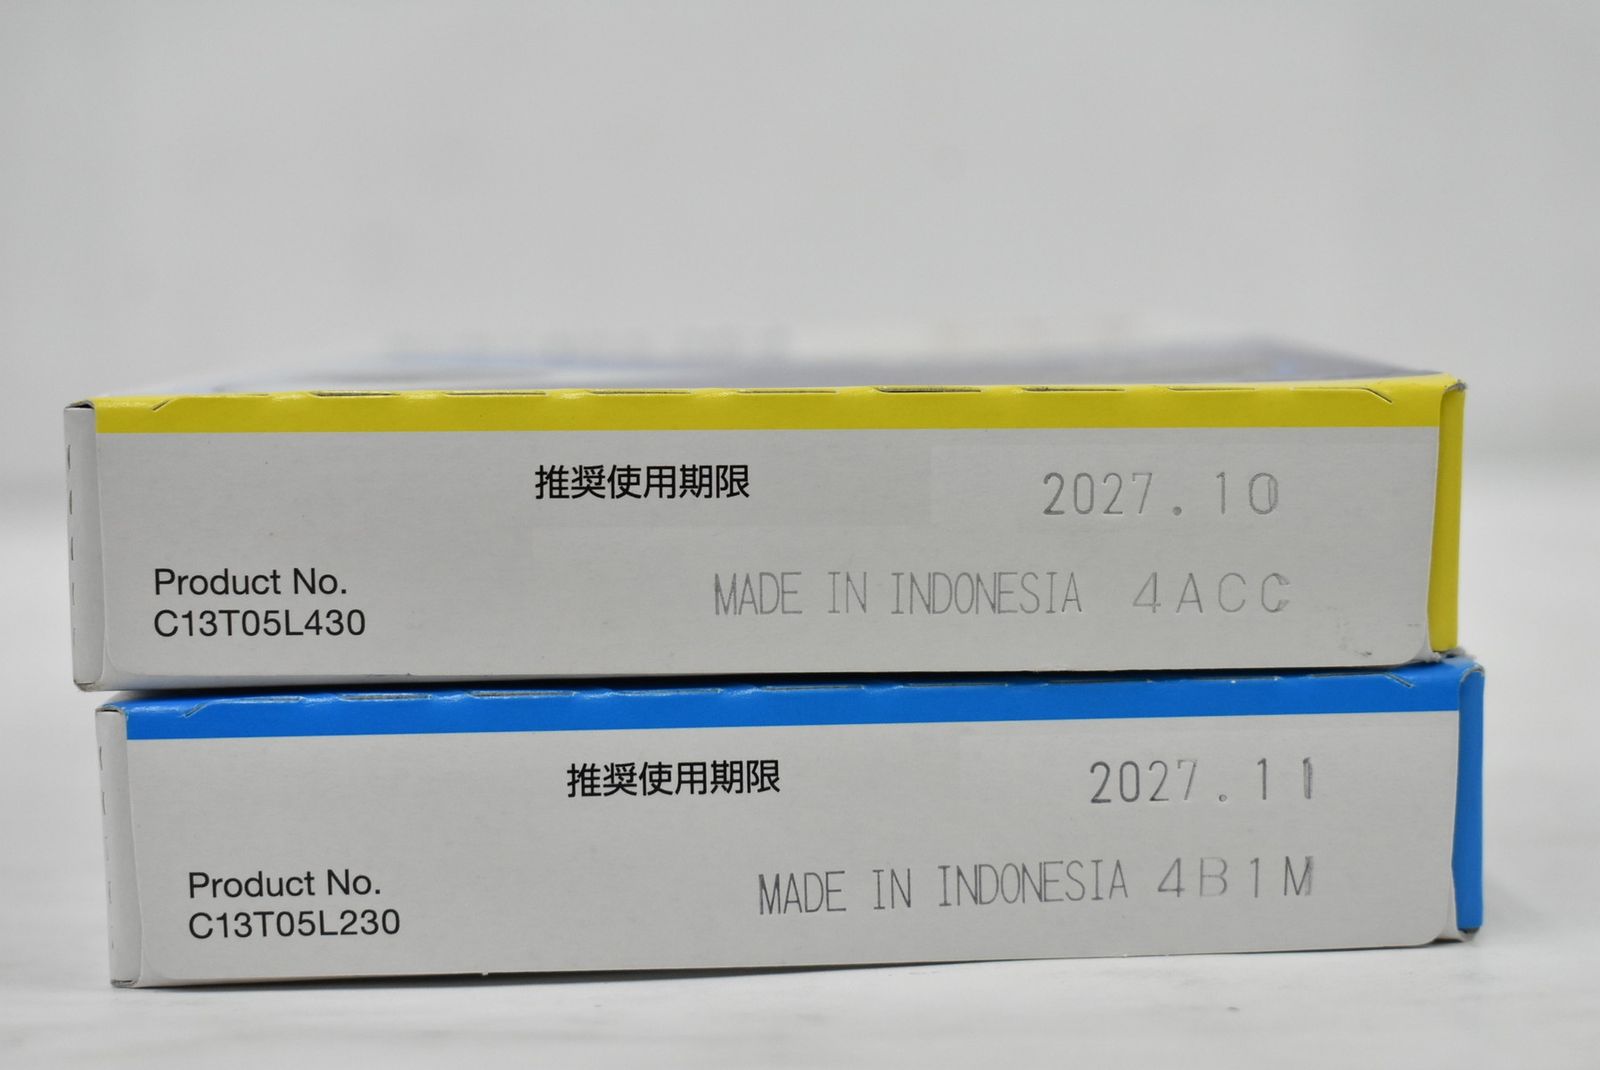 推奨使用期限 2027.10
MADE IN INDONESIA 4ACC
Product No.
C13T05L430
推奨使用期限 2027.11
MADE IN INDONESIA 4B1M
Product No.
C13T05L230